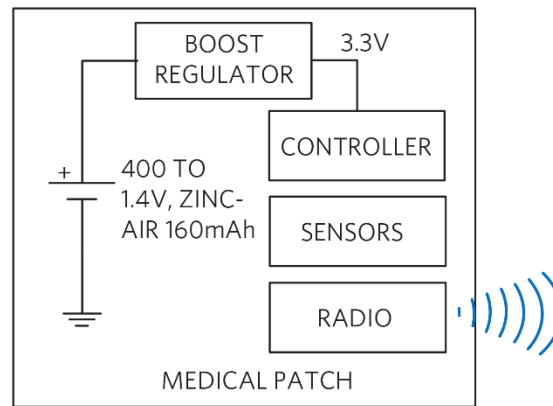 BOOST
REGULATOR
3.3V
CONTROLLER
+
400 TO
1.4V, ZINC-
AIR 160mAh
SENSORS
RADIO
MEDICAL PATCH